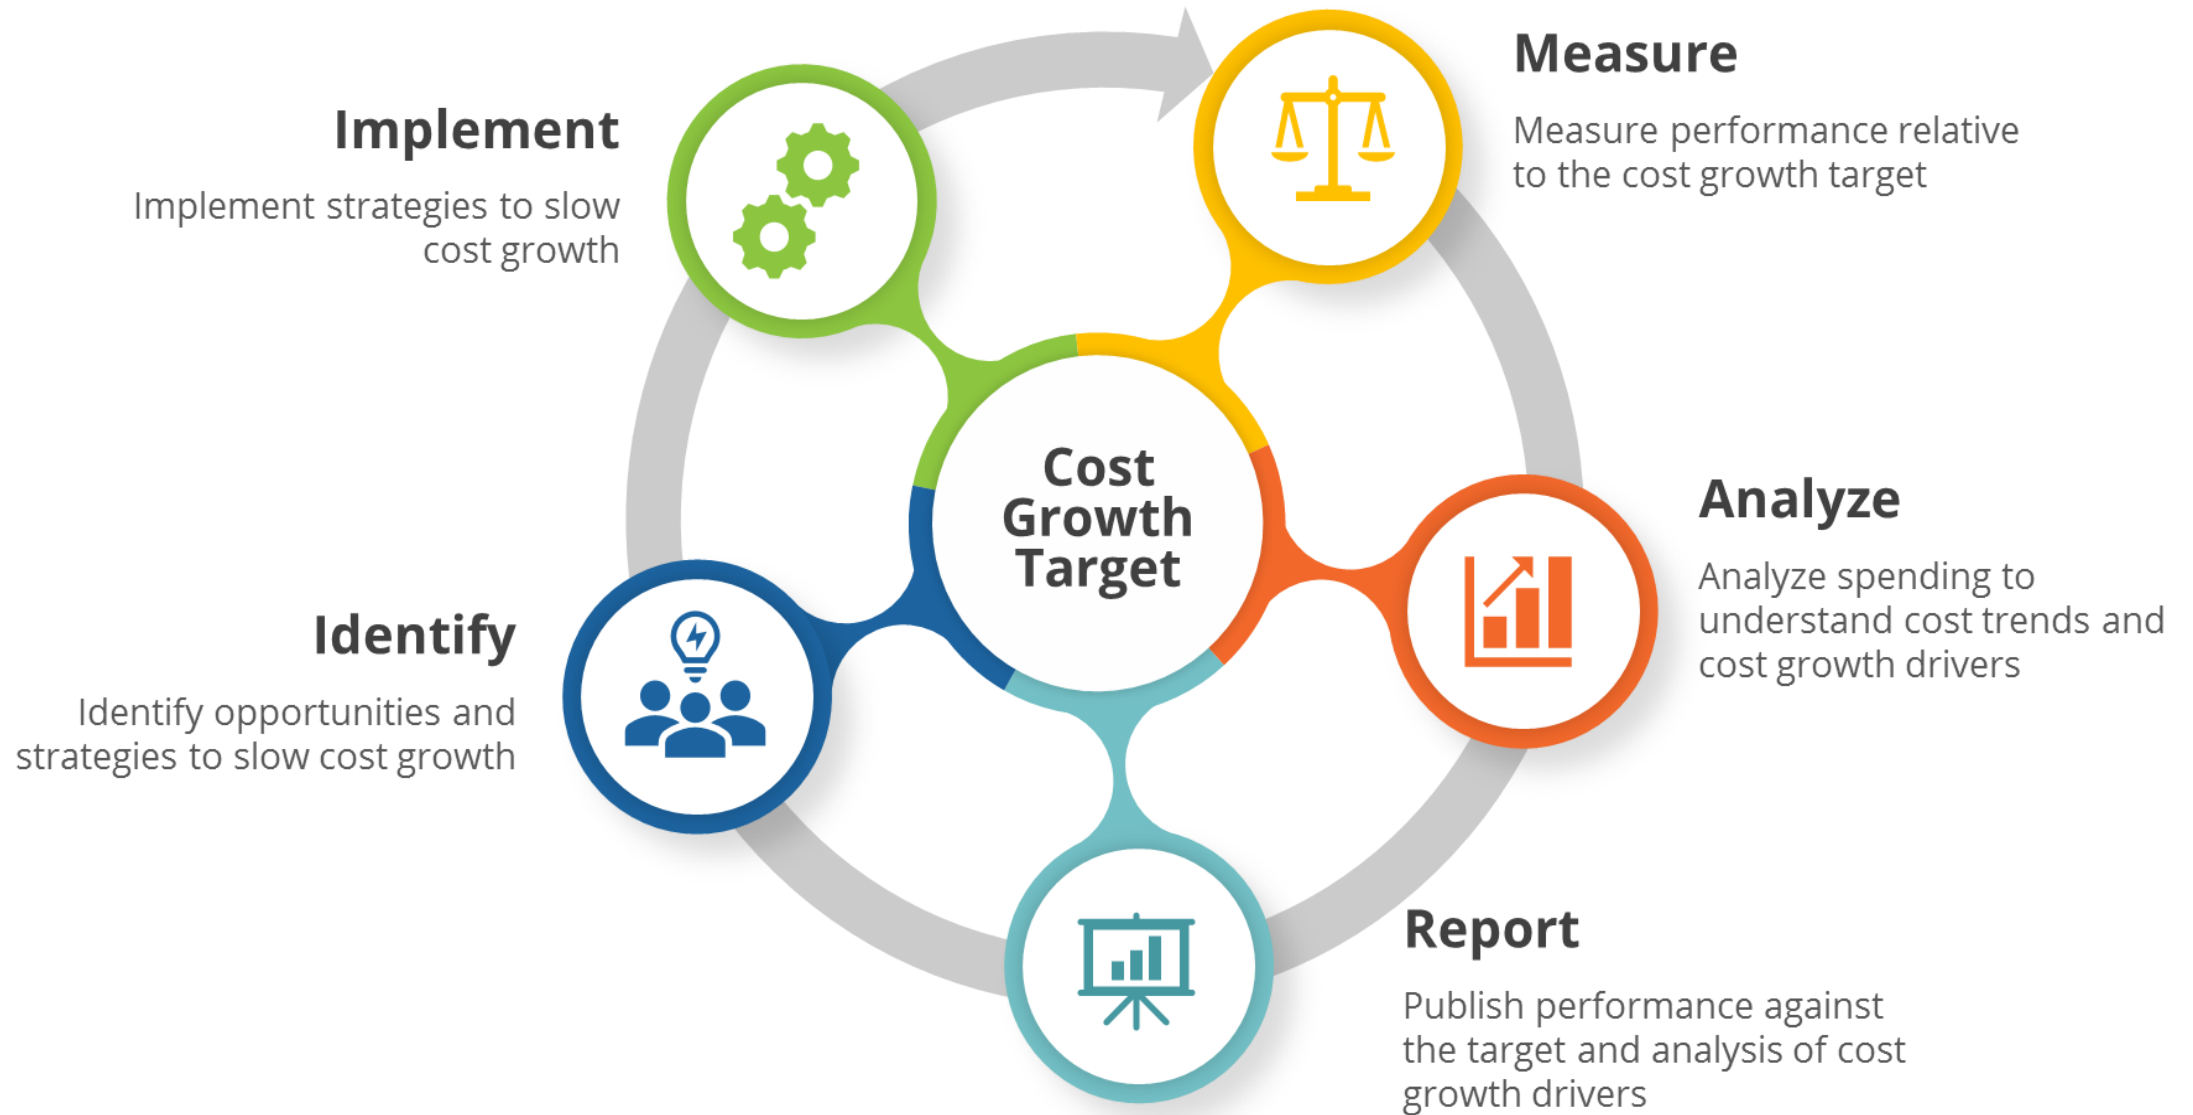 Measure
Measure performance relative
to the cost growth target
Analyze
Analyze spending to
understand cost trends and
cost growth drivers
Report
Publish performance against
the target and analysis of cost
growth drivers
Identify
Identify opportunities and
strategies to slow cost growth
Implement
Implement strategies to slow
cost growth
Cost
Growth
Target